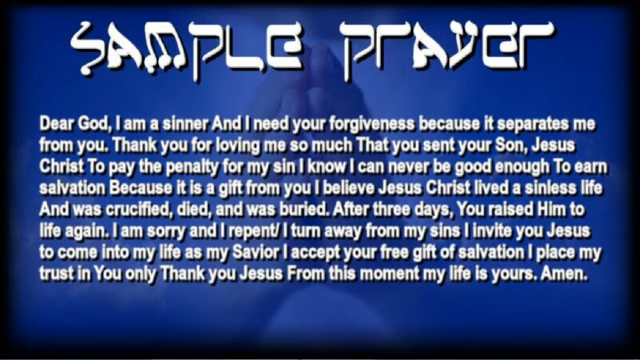 SAMPLE PRAYER
Dear God, I am a sinner And I need your forgiveness because it separates me
from you. Thank you for loving me so much That you sent your Son, Jesus
Christ To pay the penalty for my sin I know I can never be good enough To earn
salvation Because it is a gift from you I believe Jesus Christ lived a sinless life
And was crucified, died, and was buried. After three days, You raised Him to
life again. I am sorry and I repent/ I turn away from my sins I invite you Jesus
to come into my life as my Savior I accept your free gift of salvation I place my
trust in You only Thank you Jesus From this moment my life is yours. Amen.